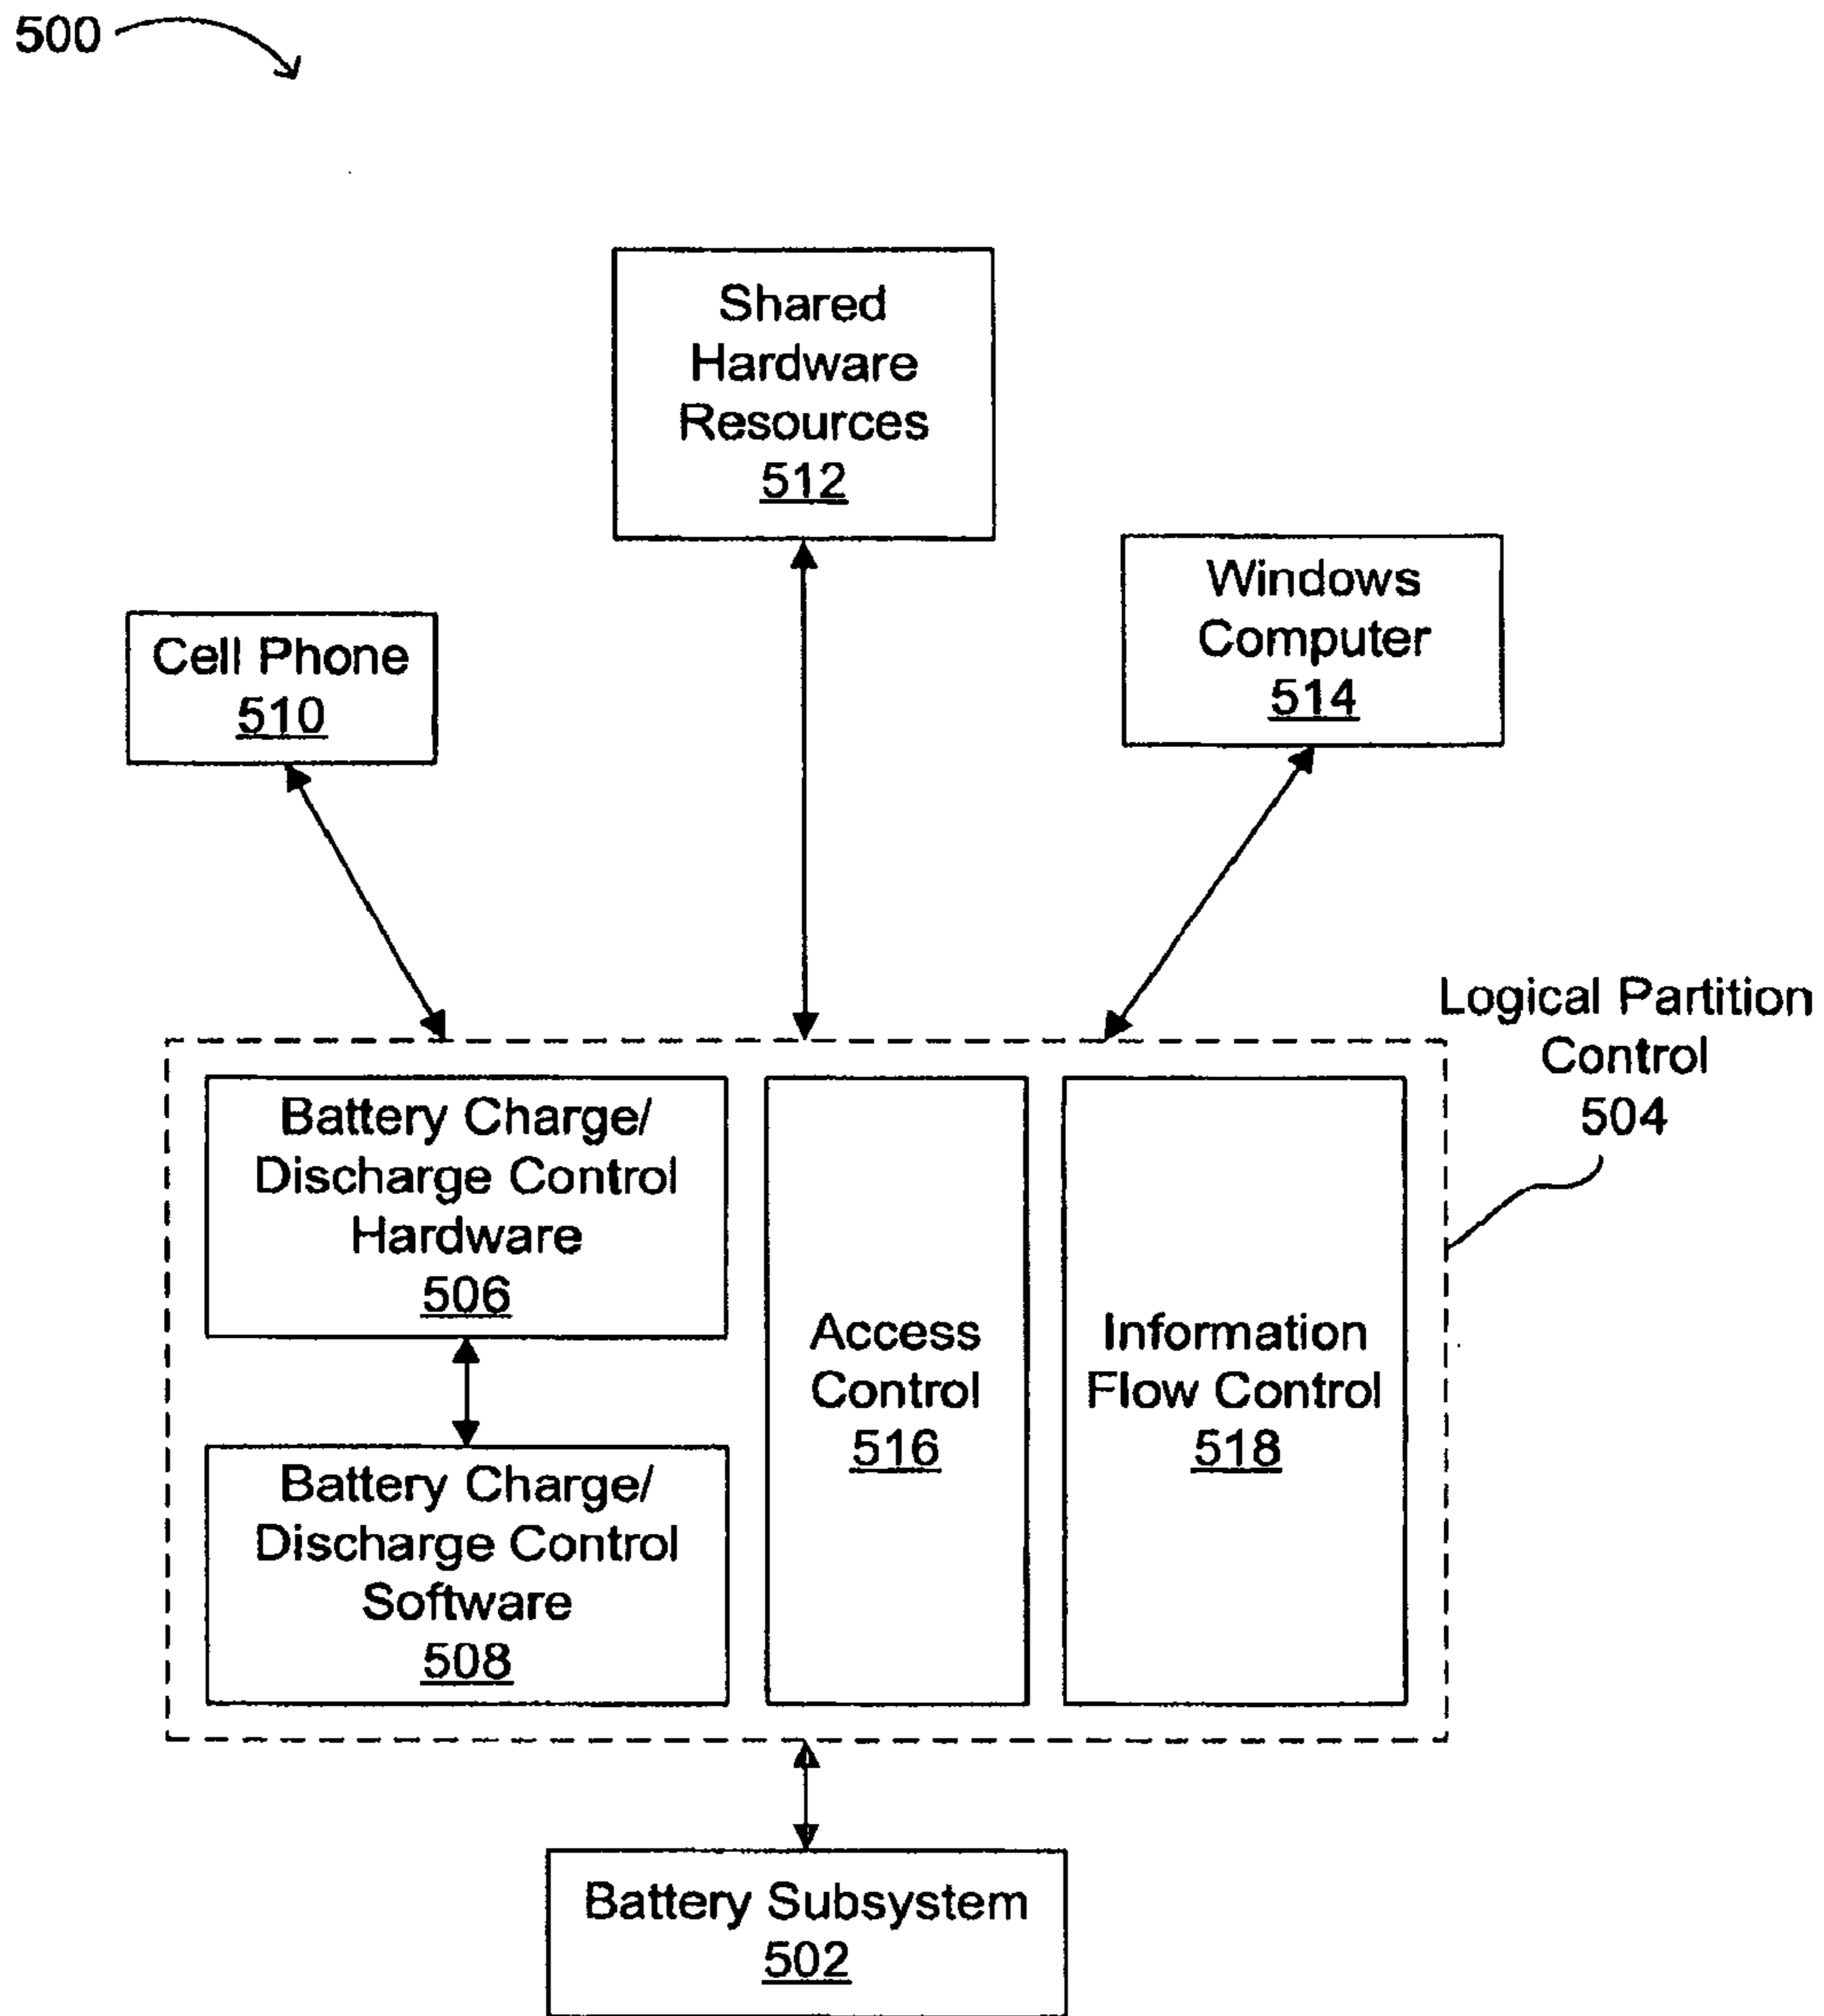 500
Shared
Hardware
Resources
512
Windows
Computer
514
Cell Phone
510
Logical Partition
Control
504
Battery Charge/
Discharge Control
Hardware
506
Access
Control
516
Information
Flow Control
518
Battery Charge/
Discharge Control
Software
508
Battery Subsystem
502